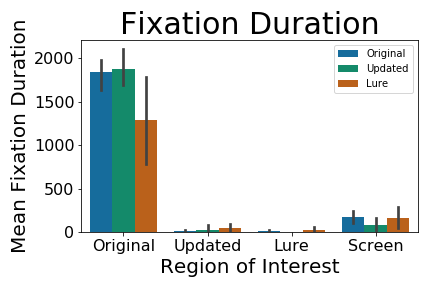 Fixation Duration
Mean Fixation Duration
2000
1500
1000
500
0
Original
Updated
Lure
Original
Updated
Lure
Screen
Region of Interest